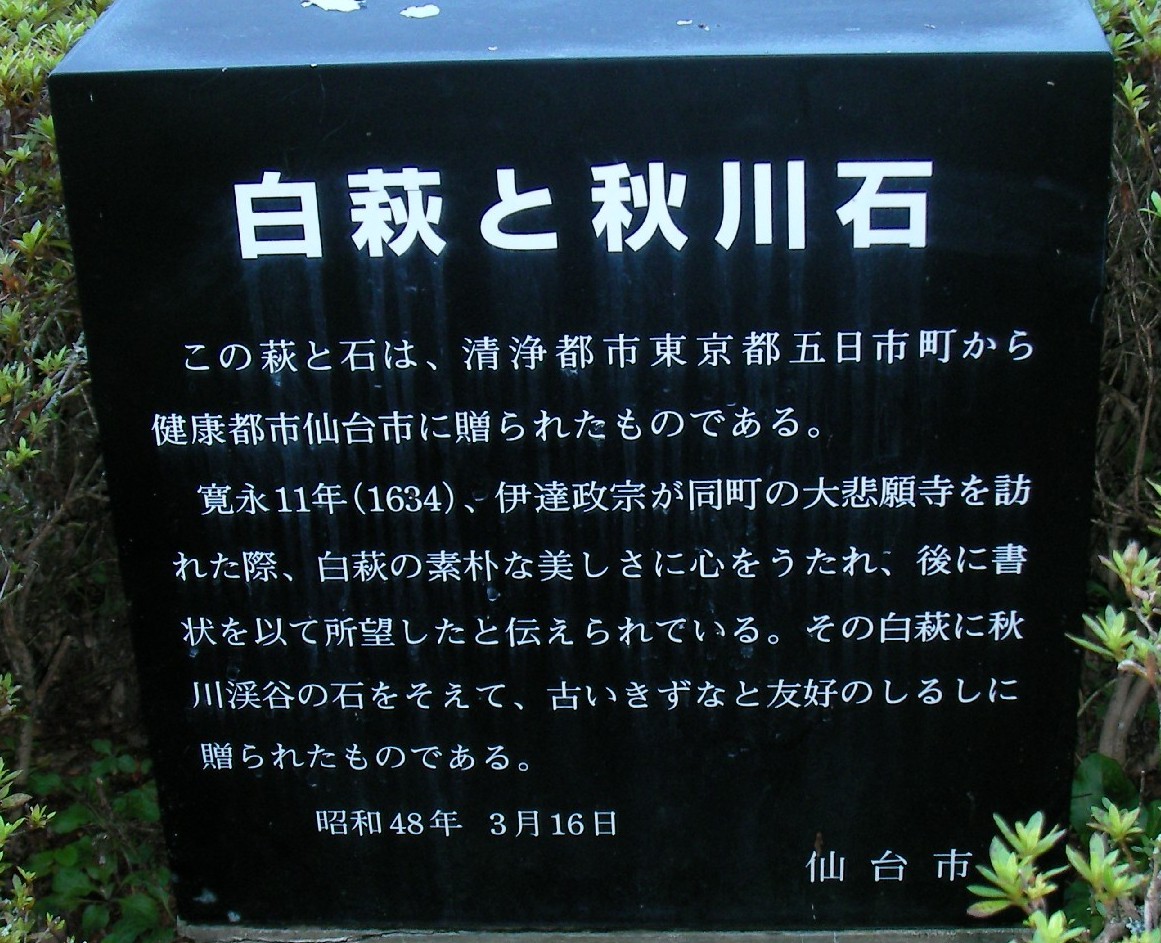 白萩と秋川石
この萩と石は、清浄都市東京都五日市町から
健康都市仙台市に贈られたものである。
寛永11年(1634)、伊達政宗が同町の大悲願寺を訪
れた際、白萩の素朴な美しさに心をうたれ、後に書
状を以て所望したと伝えられている。その白萩に秋
川渓谷の石をそえて、古いきずなと友好のしるしに
贈られたものである。
昭和48年 3月16日
仙台市